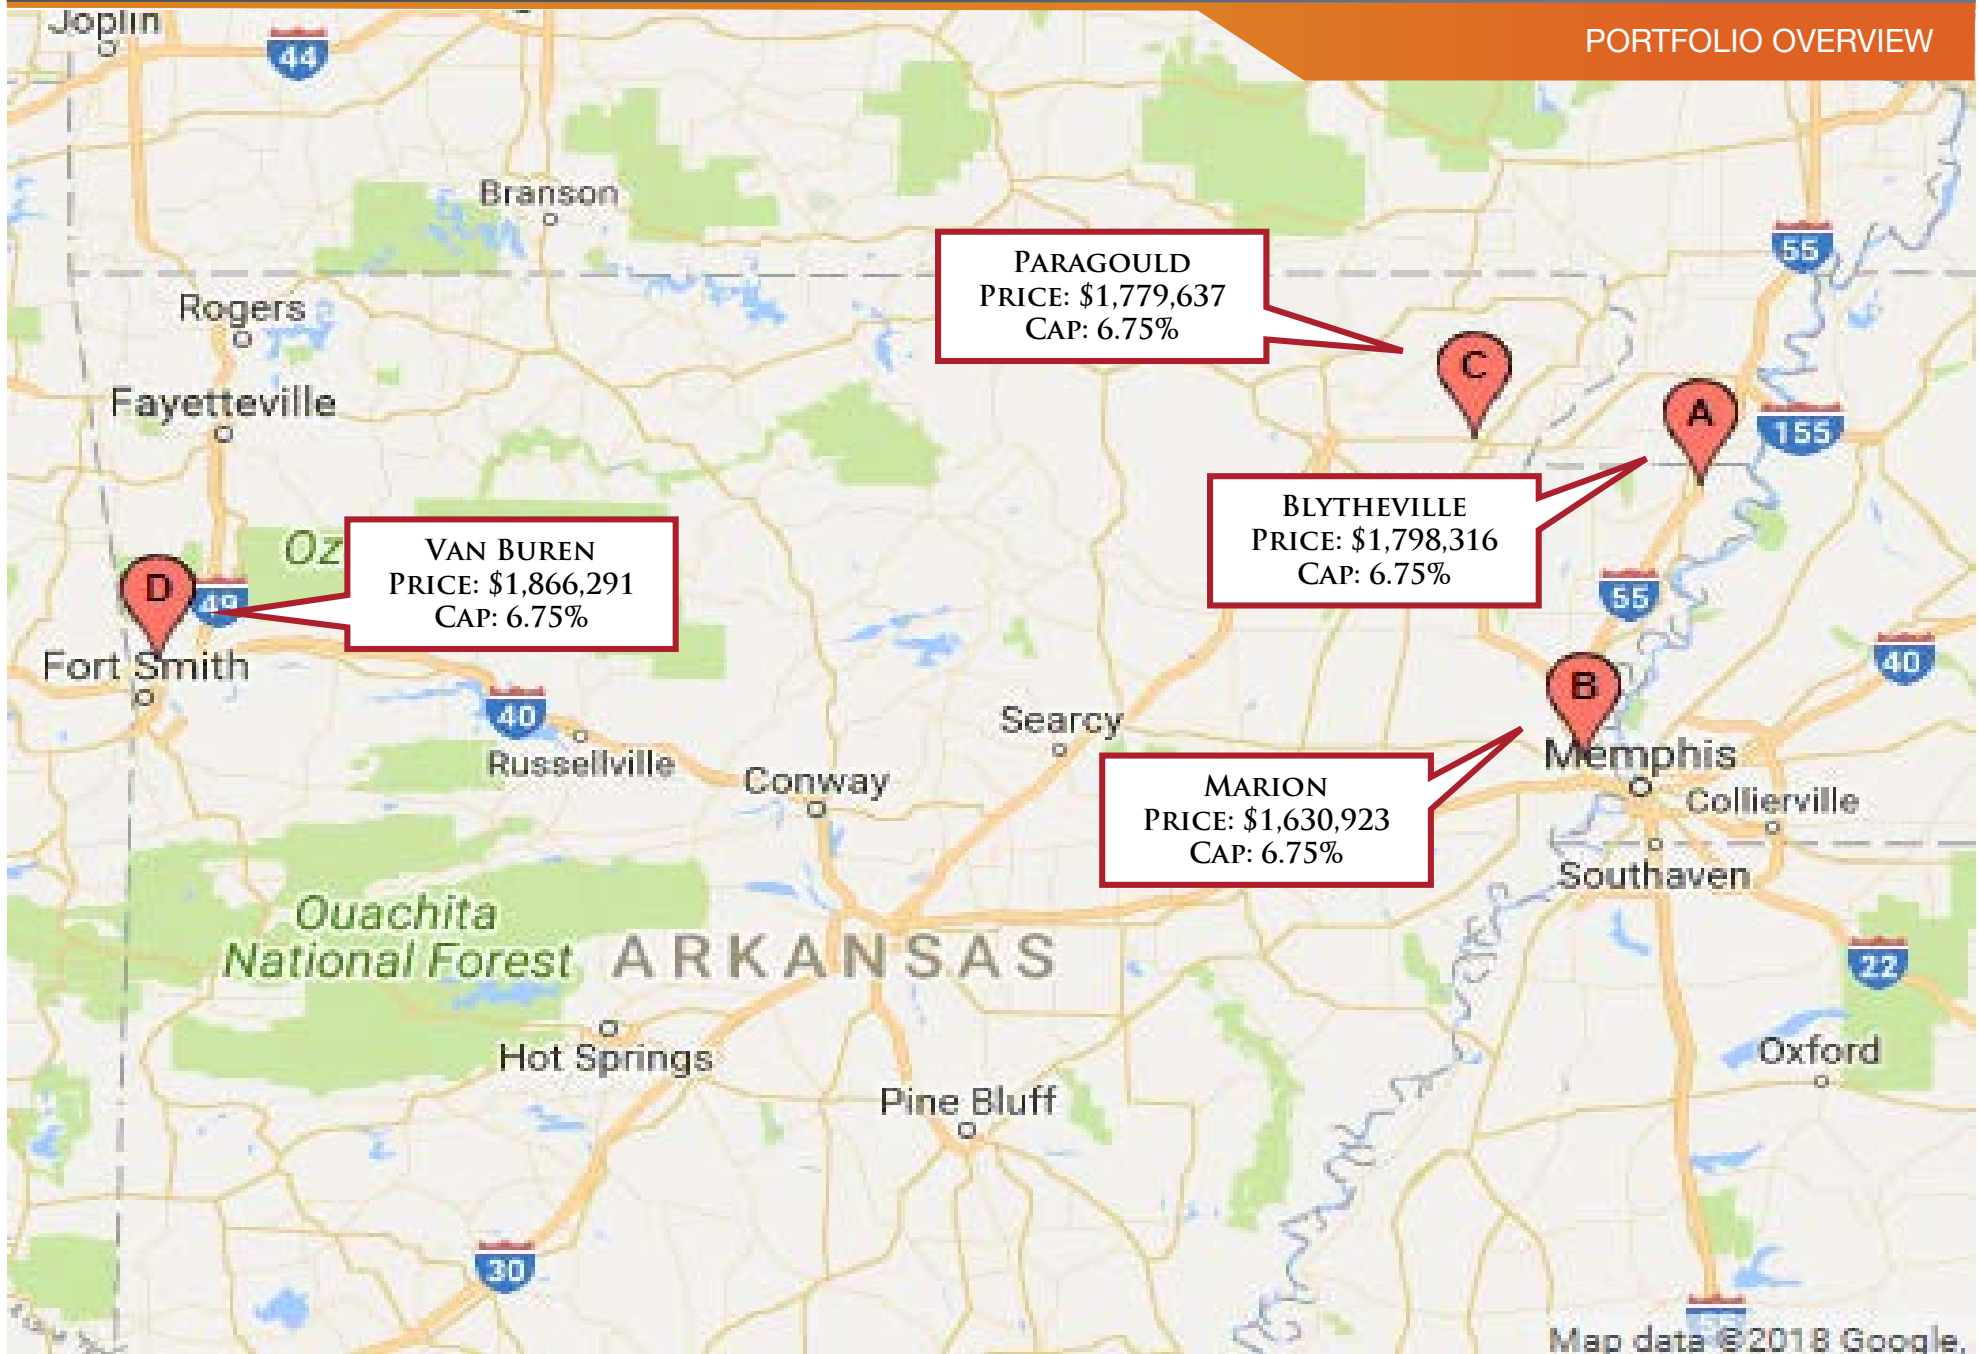 PORTFOLIO OVERVIEW
Joplin
44
Branson
55
PARAGOULD
PRICE: $1,779,637
CAP: 6.75%
Rogers
C
Fayetteville
A
155
BLYTHEVILLE
PRICE: $1,798,316
CAP: 6.75%
Oz
VAN BUREN
PRICE: $1,866,291
CAP: 6.75%
D
49
55
Fort Smith
40
B
40
Searcy
Russellville
Memphis
Conway
MARION
PRICE: $1,630,923
CAP: 6.75%
Collierville
Southaven
Ouachita
National Forest
ARKANSAS
22
Hot Springs
Oxford
Pine Bluff
30
55
Map data ©2018 Google,